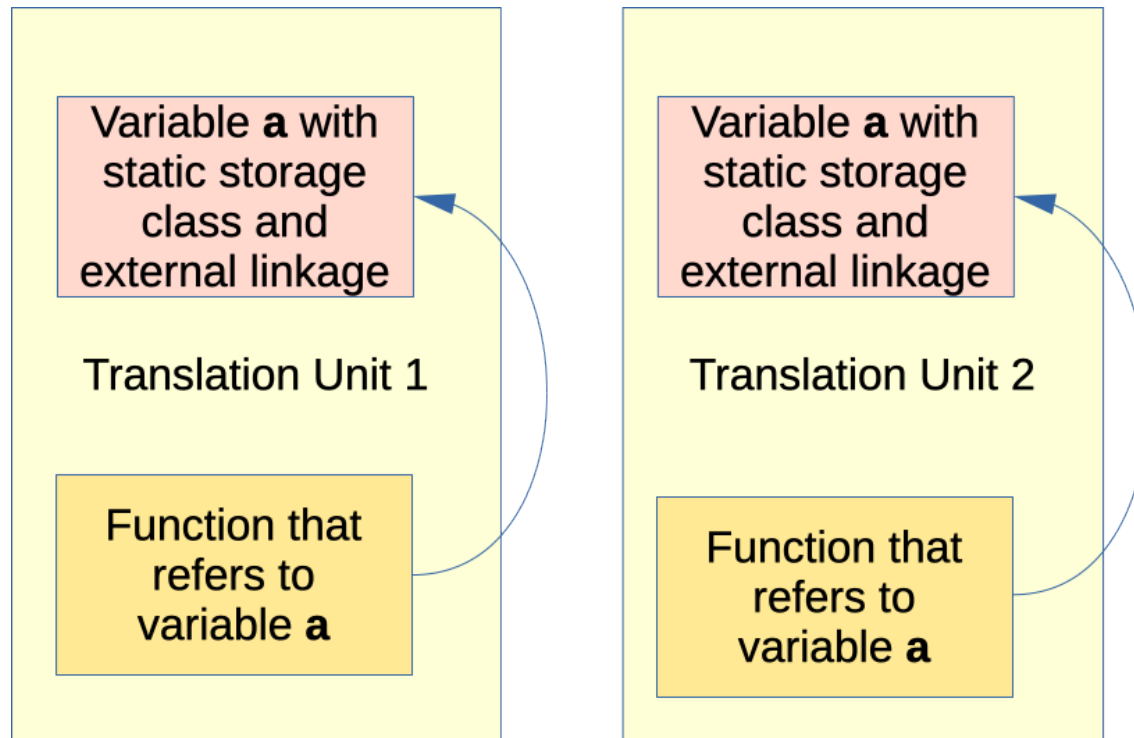 Variable a with
static storage
class and
external linkage
Translation Unit 1
Function that
refers to
variable a
Variable a with
static storage
class and
external linkage
Translation Unit 2
Function that
refers to
variable a